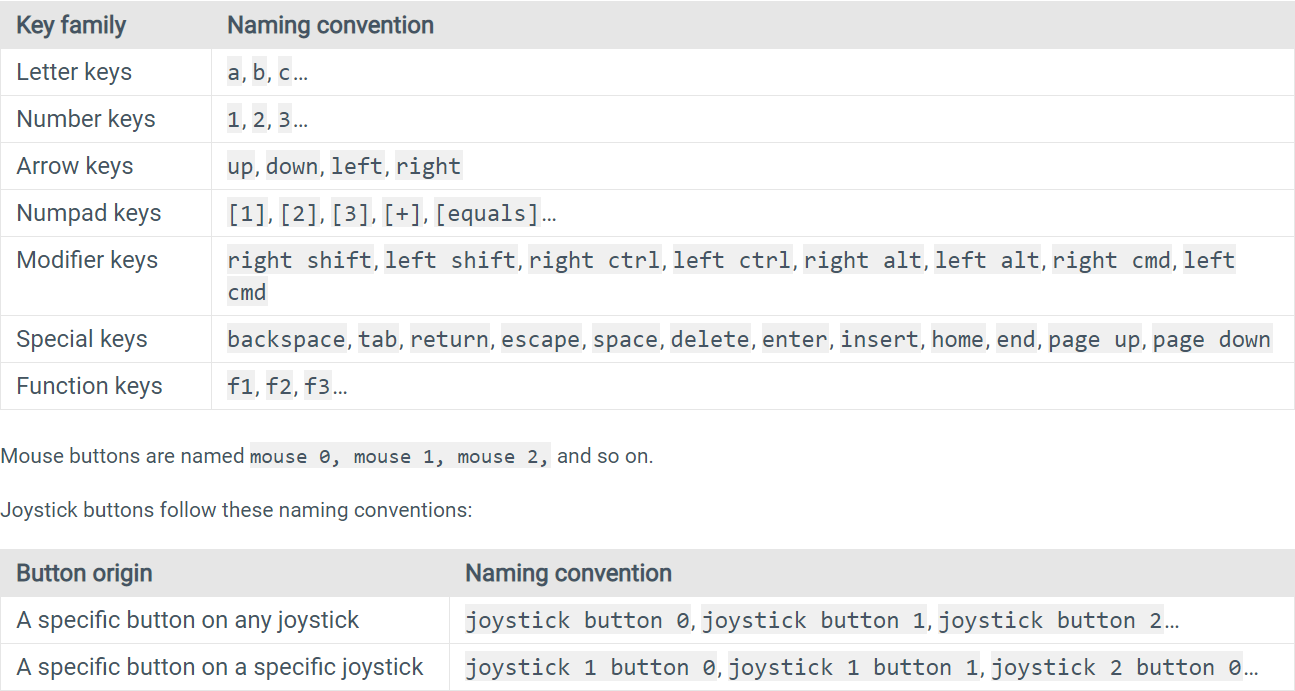 Key family Naming convention
Letter keys a, b, c…
Number keys 1, 2, 3…
Arrow keys up, down, left, right
Numpad keys [1], [2], [3], [+], [equals]…
Modifier keys right shift, left shift, right ctrl, left ctrl, right alt, left alt, right cmd, left
cmd
Special keys backspace, tab, return, escape, space, delete, enter, insert, home, end, page up, page down
Function keys f1, f2, f3…
Mouse buttons are named mouse 0, mouse 1, mouse 2, and so on.
Joystick buttons follow these naming conventions:
Button origin Naming convention
A specific button on any joystick joystick button 0, joystick button 1, joystick button 2…
A specific button on a specific joystick joystick 1 button 0, joystick 1 button 1, joystick 2 button 0…